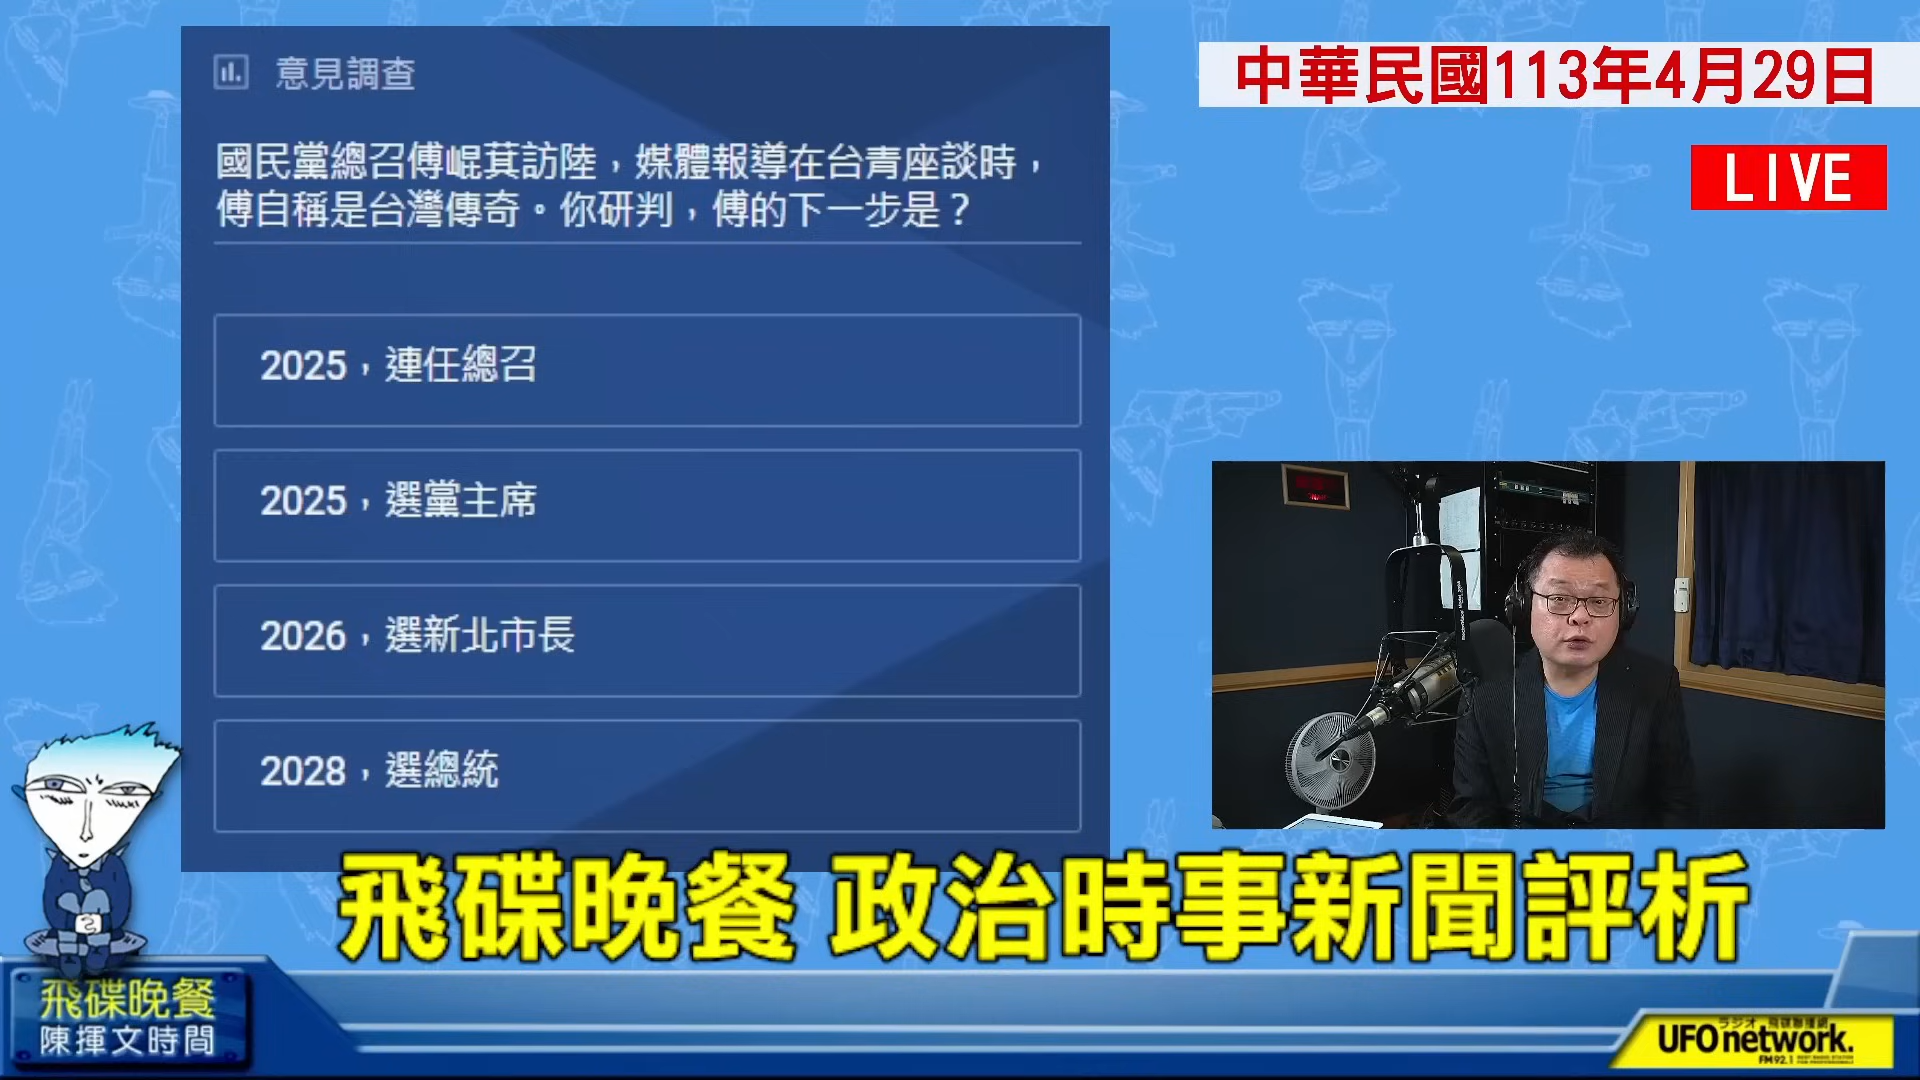 意見調查
國民黨總召傅崐萁訪陸，媒體報導在台青座談時，
傅自稱是台灣傳奇。你研判，傅的下一步是？
2025，連任總召
2025，選黨主席
2026，選新北市長
2028，選總統
中華民國113年4月29日
LIVE
飛碟晚餐 政治時事新聞評析
飛碟晚餐
陳揮文時間
UFOnetwork.
FM92.1